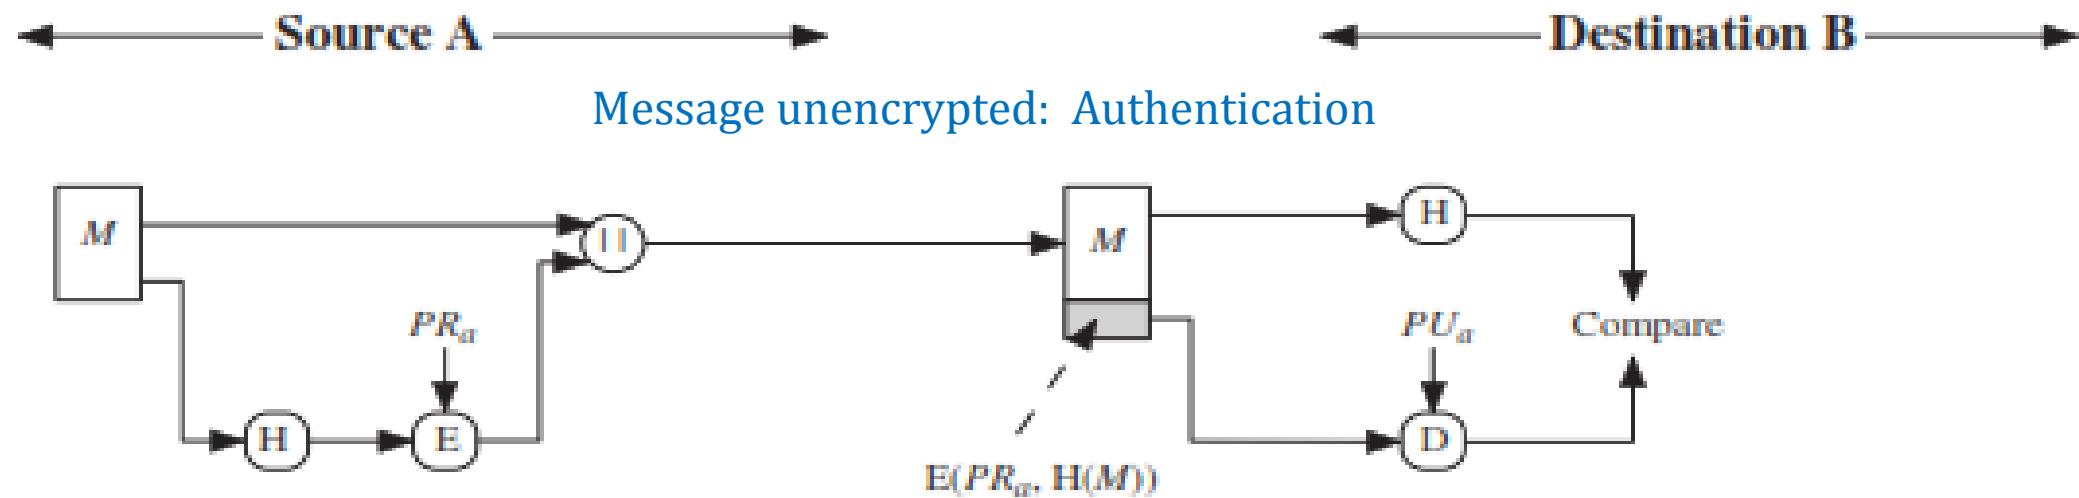 Source A Destination B
Message unencrypted: Authentication
M || M H
PRa PUa Compare
H E D
E(PRa, H(M))